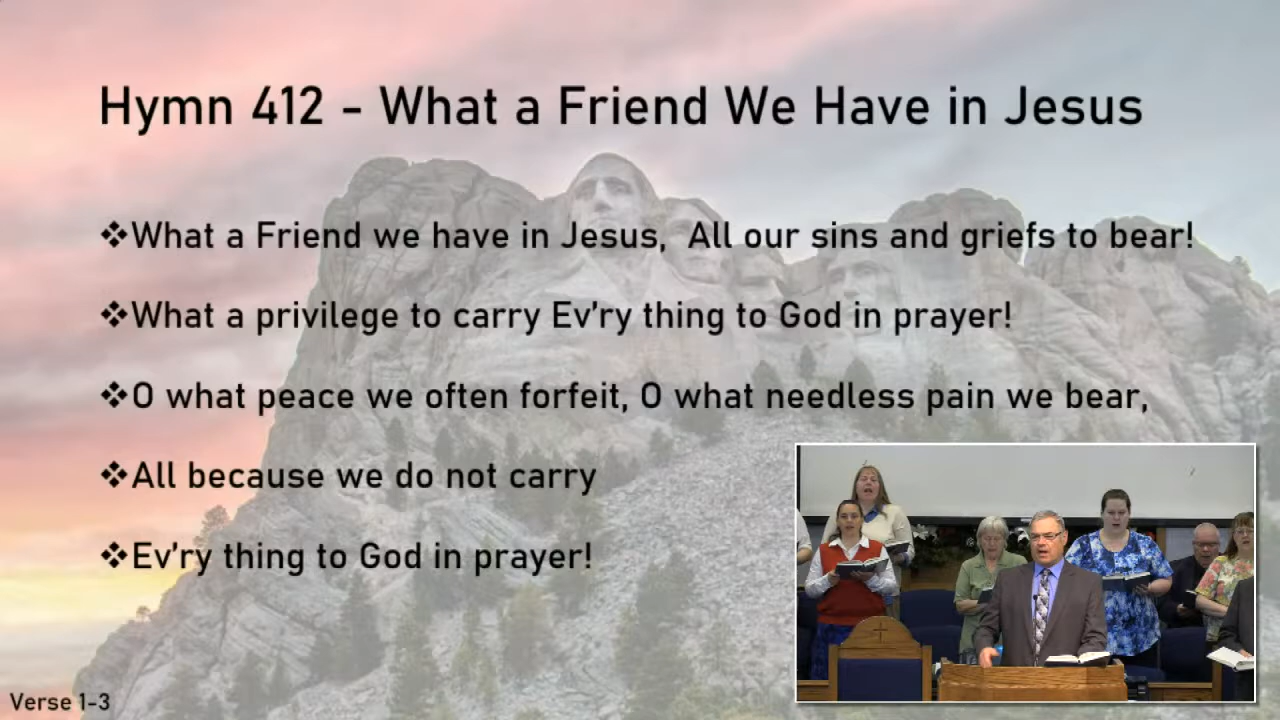 Hymn 412 - What a Friend We Have in Jesus
❖What a Friend we have in Jesus,  All our sins and griefs to bear!
❖What a privilege to carry Ev'ry thing to God in prayer!
❖O what peace we often forfeit, O what needless pain we bear,
❖All because we do not carry
❖Ev'ry thing to God in prayer!
Verse 1-3